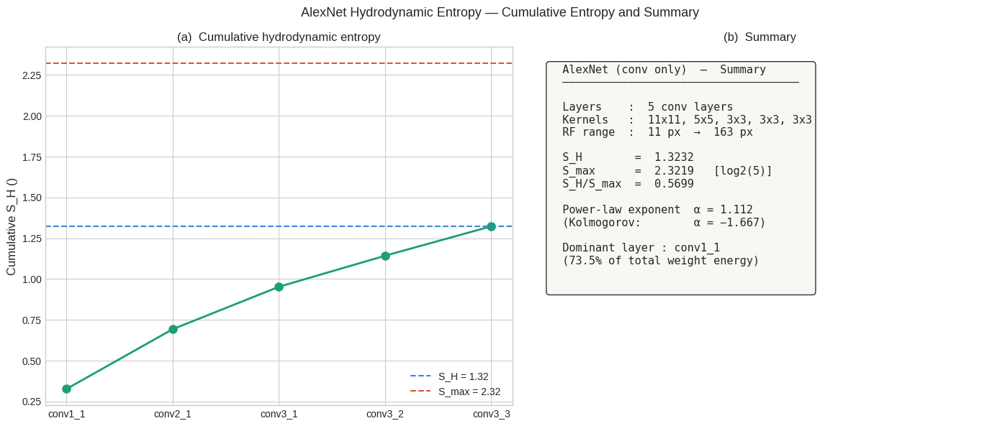 AlexNet Hydrodynamic Entropy — Cumulative Entropy and Summary
(a)  Cumulative hydrodynamic entropy
Cumulative S_H ()
2.25
2.00
1.75
1.50
1.25
1.00
0.75
0.50
0.25
conv1_1
conv2_1
conv3_1
conv3_2
conv3_3
S_H = 1.32
S_max = 2.32
(b)  Summary
AlexNet (conv only)  —  Summary
────────────────────────────────────
Layers    :  5 conv layers
Kernels   :  11x11, 5x5, 3x3, 3x3, 3x3
RF range  :  11 px  →  163 px
S_H        =  1.3232
S_max      =  2.3219   [log2(5)]
S_H/S_max  =  0.5699
Power-law exponent  α = 1.112
(Kolmogorov:        α = −1.667)
Dominant layer : conv1_1
(73.5% of total weight energy)